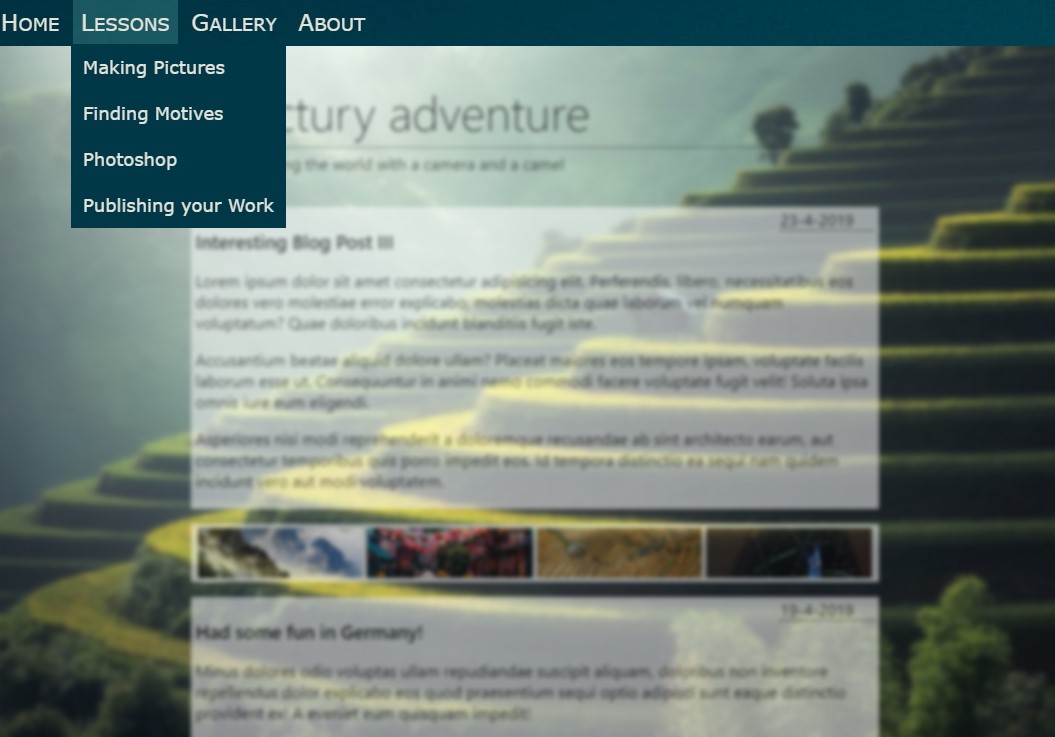 HOME LESSONS GALLERY ABOUT
Making Pictures
Finding Motives
Photoshop
Publishing your Work
ctury adventure
ng the world with a camera and a camel
23-4-2019
Interesting Blog Post III
Lorem ipsum dolor sit amet consectetur adipisicing elit. Perferendis, libero, necessitatibus eos
dolores vero molestiae error explicabo, molestias dicta quae laborum vel numquam
voluptatum? Quae doloribus incidunt blanditiis fugit iste.
Accusantium beatae aliquid dolore ullam? Placeat maiores eos tempore ipsam, voluptate facilis
laborum esse ut. Consequuntur in animi nemo commodi facere voluptate fugit velit! Soluta ipsa
omnis iure eum eligendi.
Asperiores nisi modi reprehenderit a doloremque recusandae ab sint architecto earum, aut
consectetur temporibus quis porro impedit eos. Id tempora distinctio ea sequi nam quidem
incidunt vero aut modi voluptatem.
19-4-2019
Had some fun in Germany!
Minus dolores odio voluptas ullam repudiandae suscipit aliquam, doloribus non inventore
repellendus dolor explicabo eos quod praesentium sequi optio adipisci sunt eaque distinctio
provident ex! A eveniet eum quisquam impedit!